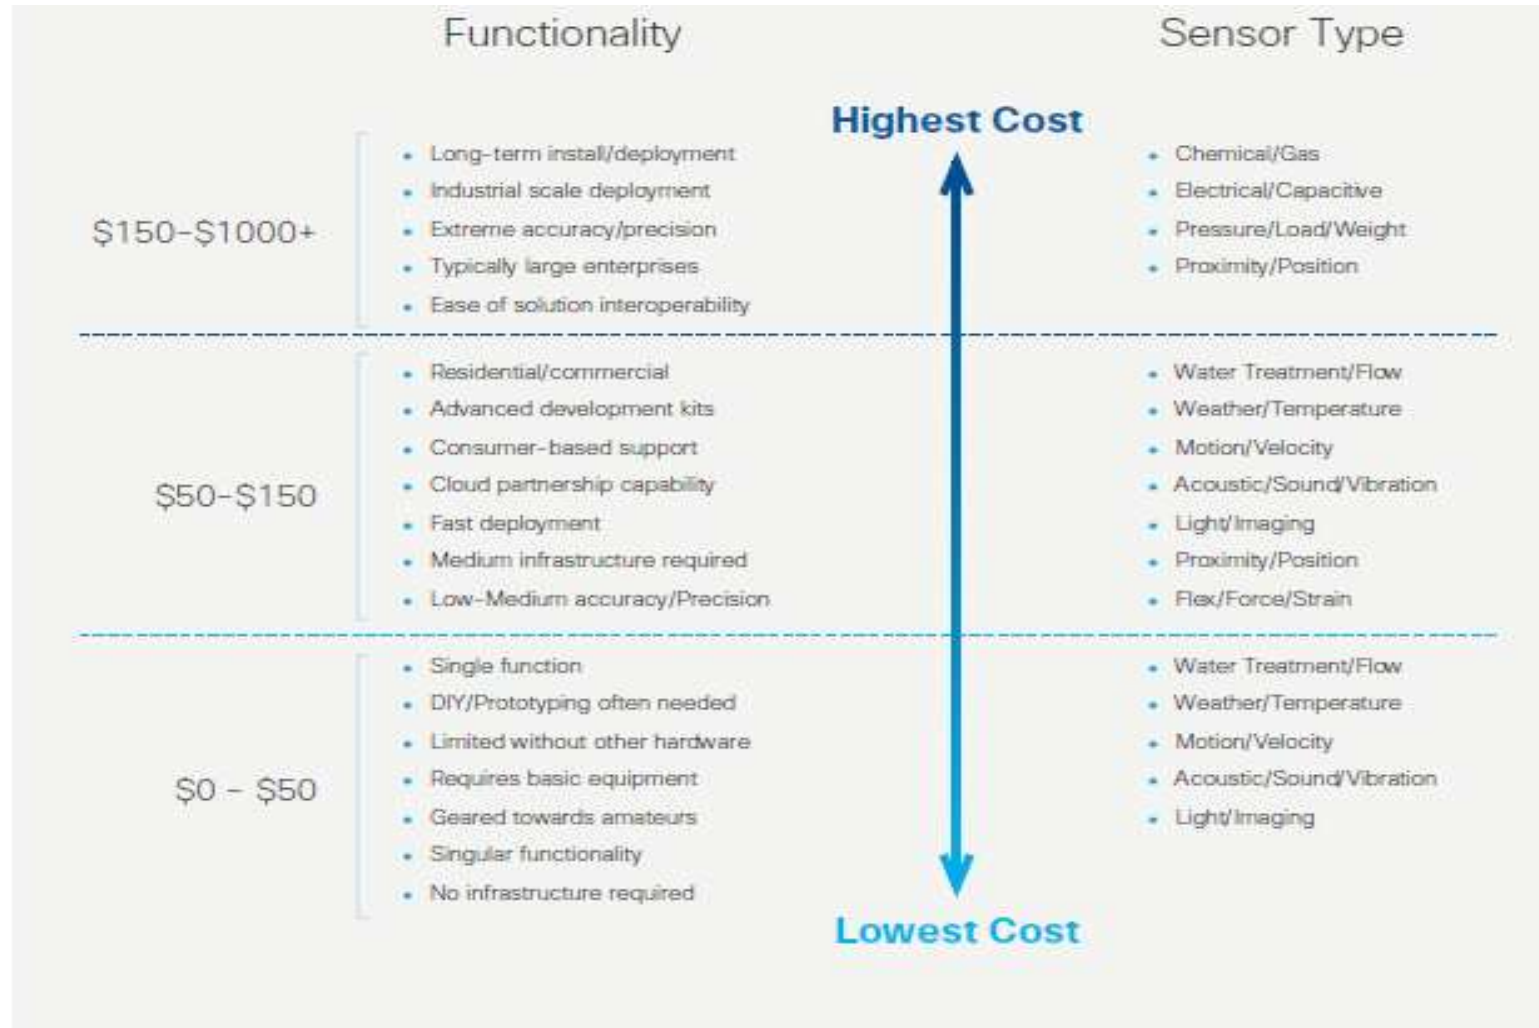 Functionality
Sensor Type
Highest Cost
$150-$1000+
• Long-term install/deployment
• Industrial scale deployment
• Extreme accuracy/precision
• Typically large enterprises
• Ease of solution interoperability
• Chemical/Gas
• Electrical/Capacitive
• Pressure/Load/Weight
• Proximity/Position
$50-$150
• Residential/commercial
• Advanced development kits
• Consumer-based support
• Cloud partnership capability
• Fast deployment
• Medium infrastructure required
• Low-Medium accuracy/Precision
• Water Treatment/Flow
• Weather/Temperature
• Motion/Velocity
• Acoustic/Sound/Vibration
• Light/Imaging
• Proximity/Position
• Flex/Force/Strain
$0 - $50
• Single function
• DIY/Prototyping often needed
• Limited without other hardware
• Requires basic equipment
• Geared towards amateurs
• Singular functionality
• No infrastructure required
• Water Treatment/Flow
• Weather/Temperature
• Motion/Velocity
• Acoustic/Sound/Vibration
• Light/Imaging
Lowest Cost